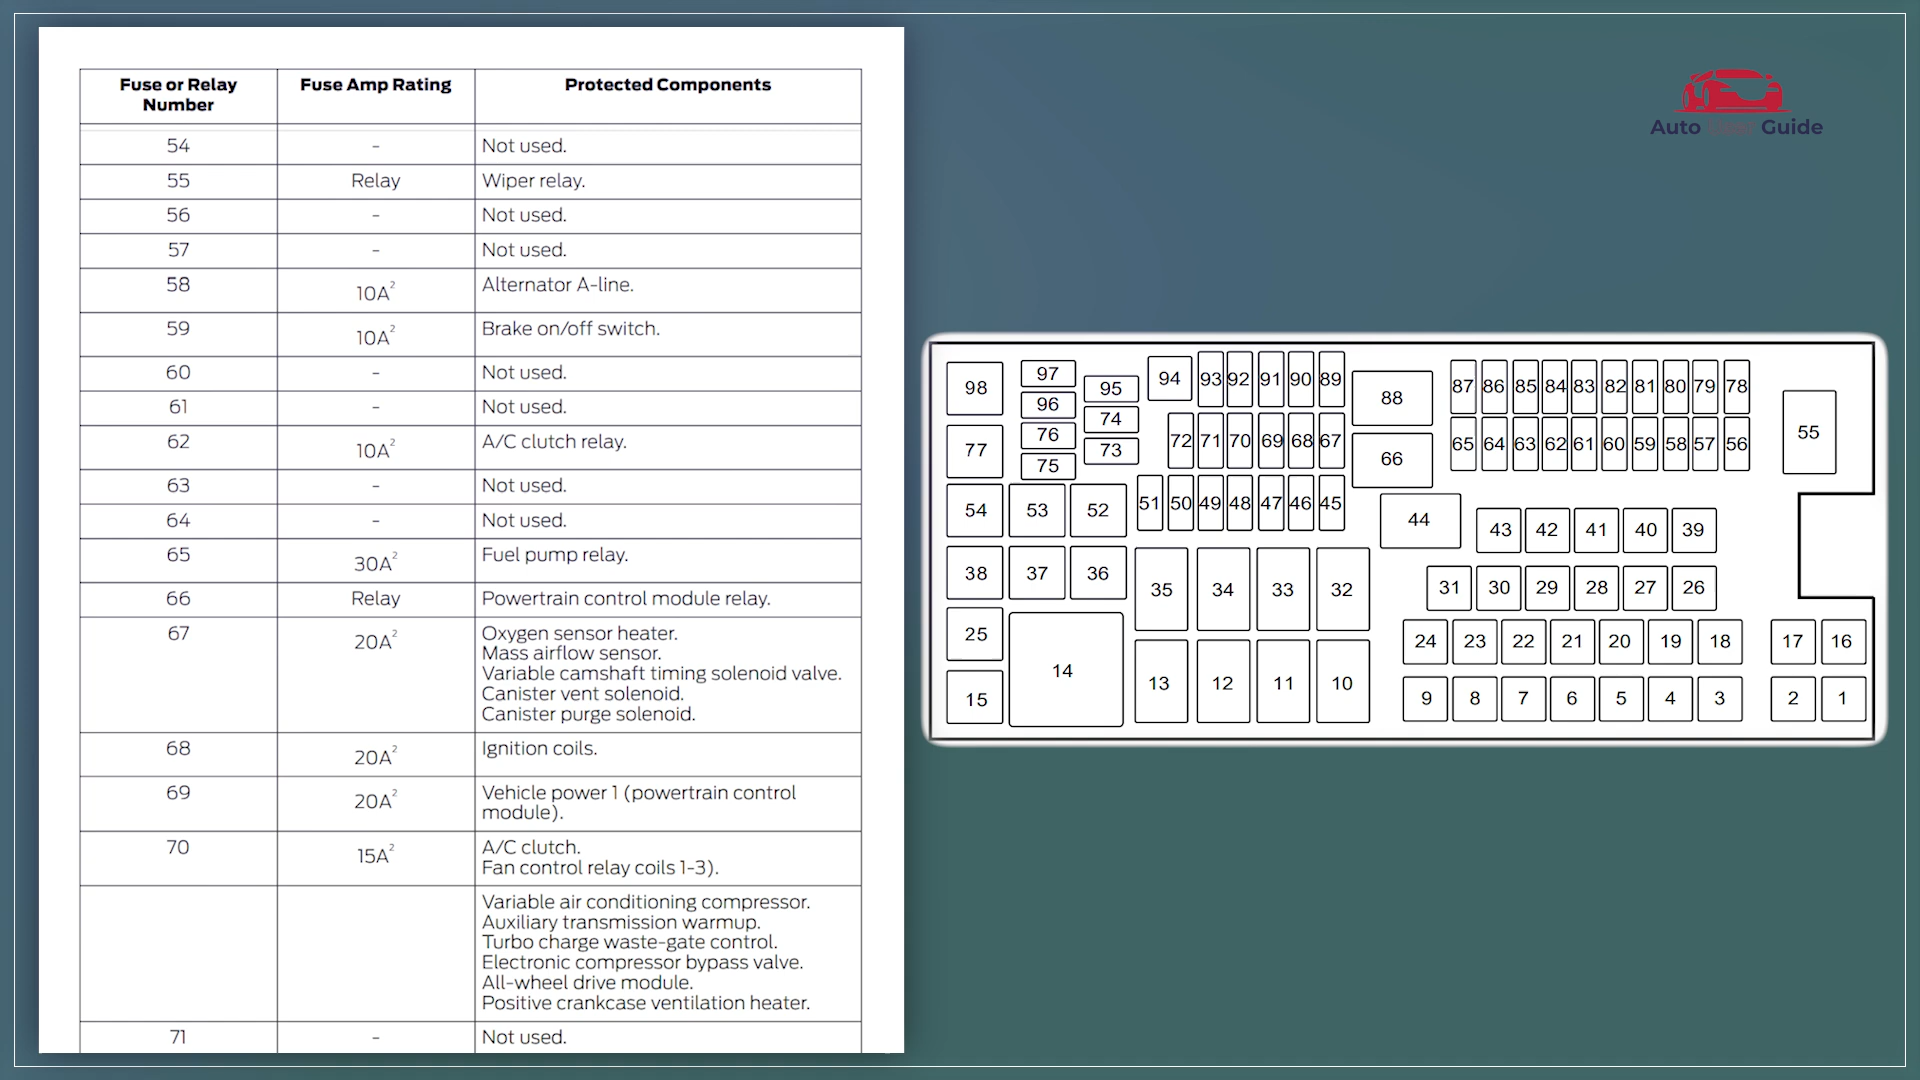 Fuse or Relay Number Fuse Amp Rating Protected Components
54 - Not used.
55 Relay Wiper relay.
56 - Not used.
57 - Not used.
58 10A² Alternator A-line.
59 10A² Brake on/off switch.
60 - Not used.
61 - Not used.
62 10A² A/C clutch relay.
63 - Not used.
64 - Not used.
65 30A² Fuel pump relay.
66 Relay Powertrain control module relay.
67 20A² Oxygen sensor heater.
Mass airflow sensor.
Variable camshaft timing solenoid valve.
Canister vent solenoid.
Canister purge solenoid.
68 20A² Ignition coils.
69 20A² Vehicle power 1 (powertrain control
module).
70 15A² A/C clutch.
Fan control relay coils 1-3).
Variable air conditioning compressor.
Auxiliary transmission warmup.
Turbo charge waste-gate control.
Electronic compressor bypass valve.
All-wheel drive module.
Positive crankcase ventilation heater.
71 - Not used.
Auto User Guide
98 97 95 94 93 92 91 90 89 88 87 86 85 84 83 82 81 80 79 78
96 74
77 76 73 72 71 70 69 68 67 66 65 64 63 62 61 60 59 58 57 56 55
75
54 53 52 51 50 49 48 47 46 45 44 43 42 41 40 39
38 37 36 35 34 33 32 31 30 29 28 27 26
25 24 23 22 21 20 19 18 17 16
15 14 13 12 11 10 9 8 7 6 5 4 3 2 1